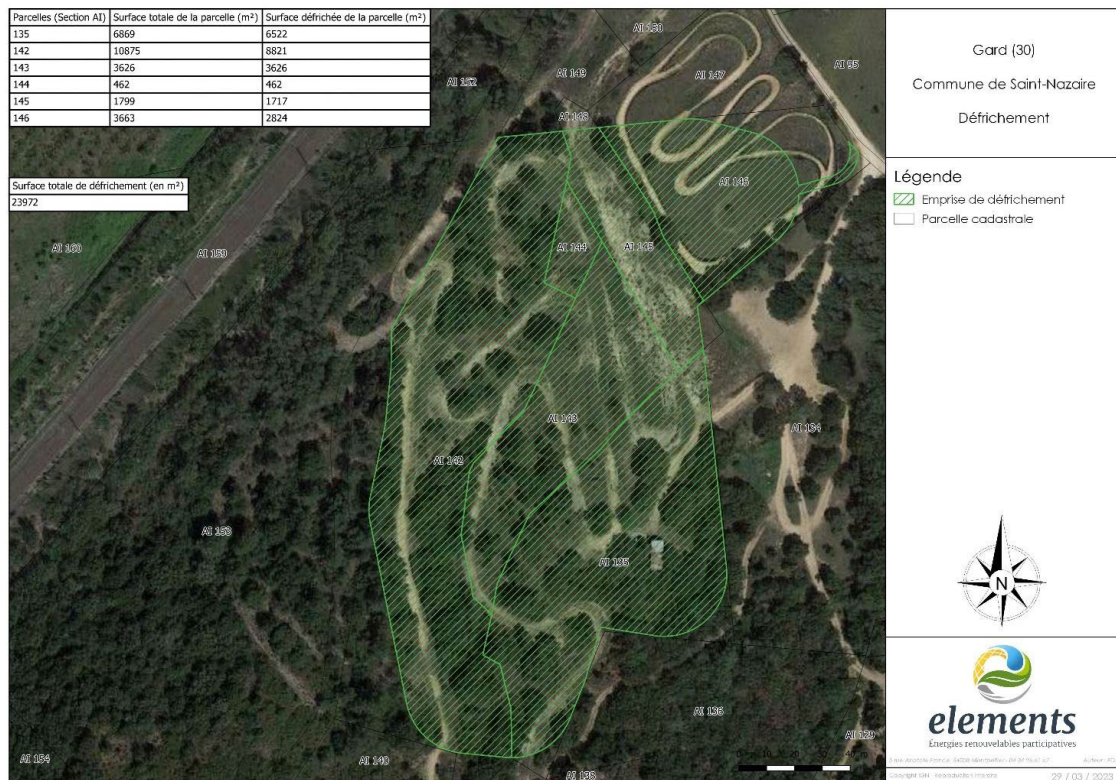 Parcelles (Section AI) Surface totale de la parcelle (m²) Surface défrichée de la parcelle (m²)
135 6869 6522
142 10875 8821
143 3626 3626
144 462 462
145 1799 1717
146 3663 2824
Surface totale de défrichement (en m²)
23972
AI 150
AI 95
AI 147
AI 149
AI 152
AI 148
AI 146
AI 160
AI 159
AI 144
AI 145
AI 143
AI 134
AI 142
AI 153
AI 135
AI 136
AI 129
AI 154
AI 140
AI 133
10 20
Gard (30)
Commune de Saint-Nazaire
Défrichement
Légende
Emprise de défrichement
Parcelle cadastrale
N
elements
Énergies renouvelables participatives
29 / 03 / 2023